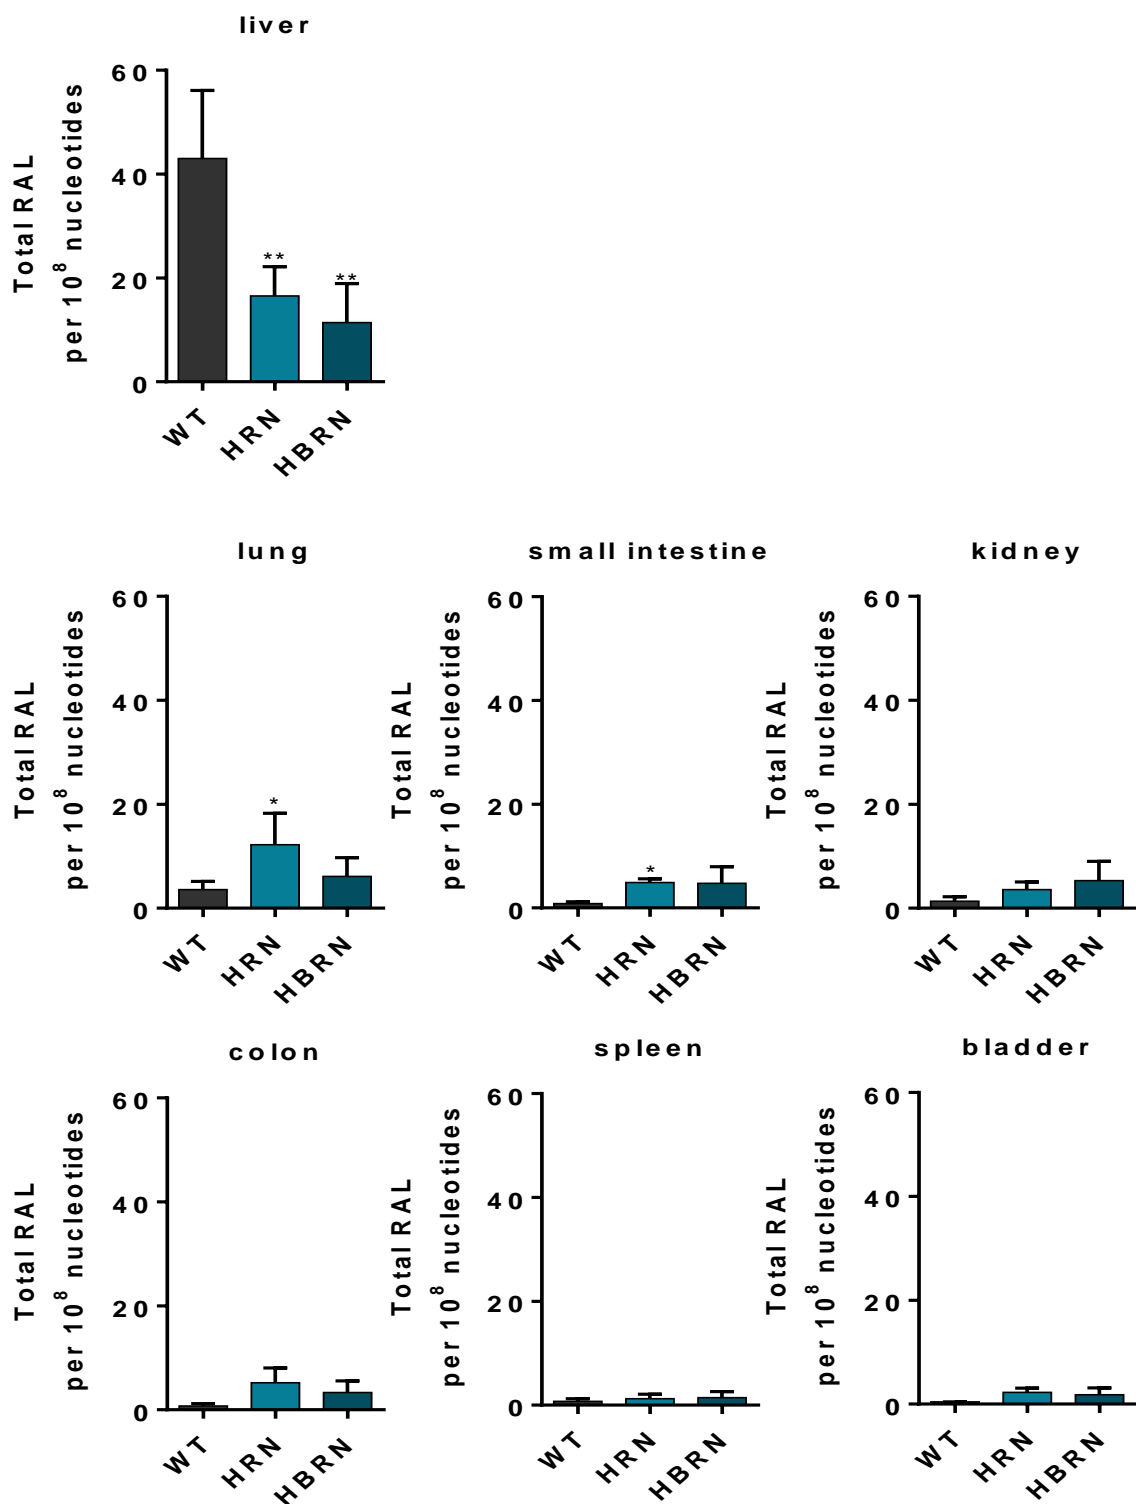 liver
Total RAL
per 10⁸ nucleotides
60
40
20
0
**
**
WT
HRN
HBRN
lung
Total RAL
per 10⁸ nucleotides
60
40
20
0
*
WT
HRN
HBRN
small intestine
Total RAL
per 10⁸ nucleotides
60
40
20
0
*
WT
HRN
HBRN
kidney
Total RAL
per 10⁸ nucleotides
60
40
20
0
WT
HRN
HBRN
colon
Total RAL
per 10⁸ nucleotides
60
40
20
0
WT
HRN
HBRN
spleen
Total RAL
per 10⁸ nucleotides
60
40
20
0
WT
HRN
HBRN
bladder
Total RAL
per 10⁸ nucleotides
60
40
20
0
WT
HRN
HBRN